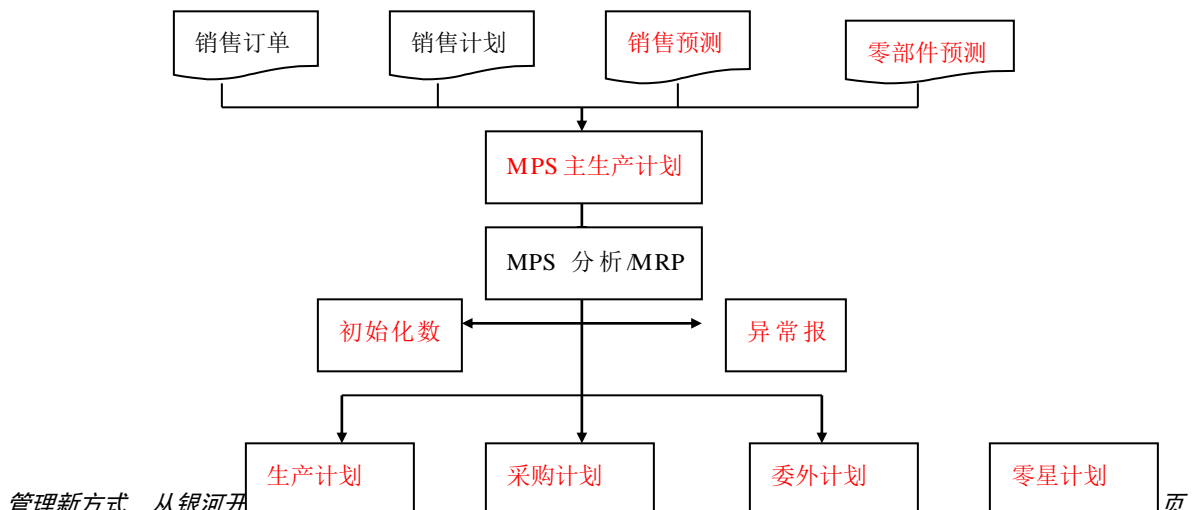 销售订单
销售计划
销售预测
零部件预测
MPS 主生产计划
MPS 分析/MRP
初始化数
异常报
生产计划
采购计划
委外计划
零星计划
管理新方式 从银河开
页